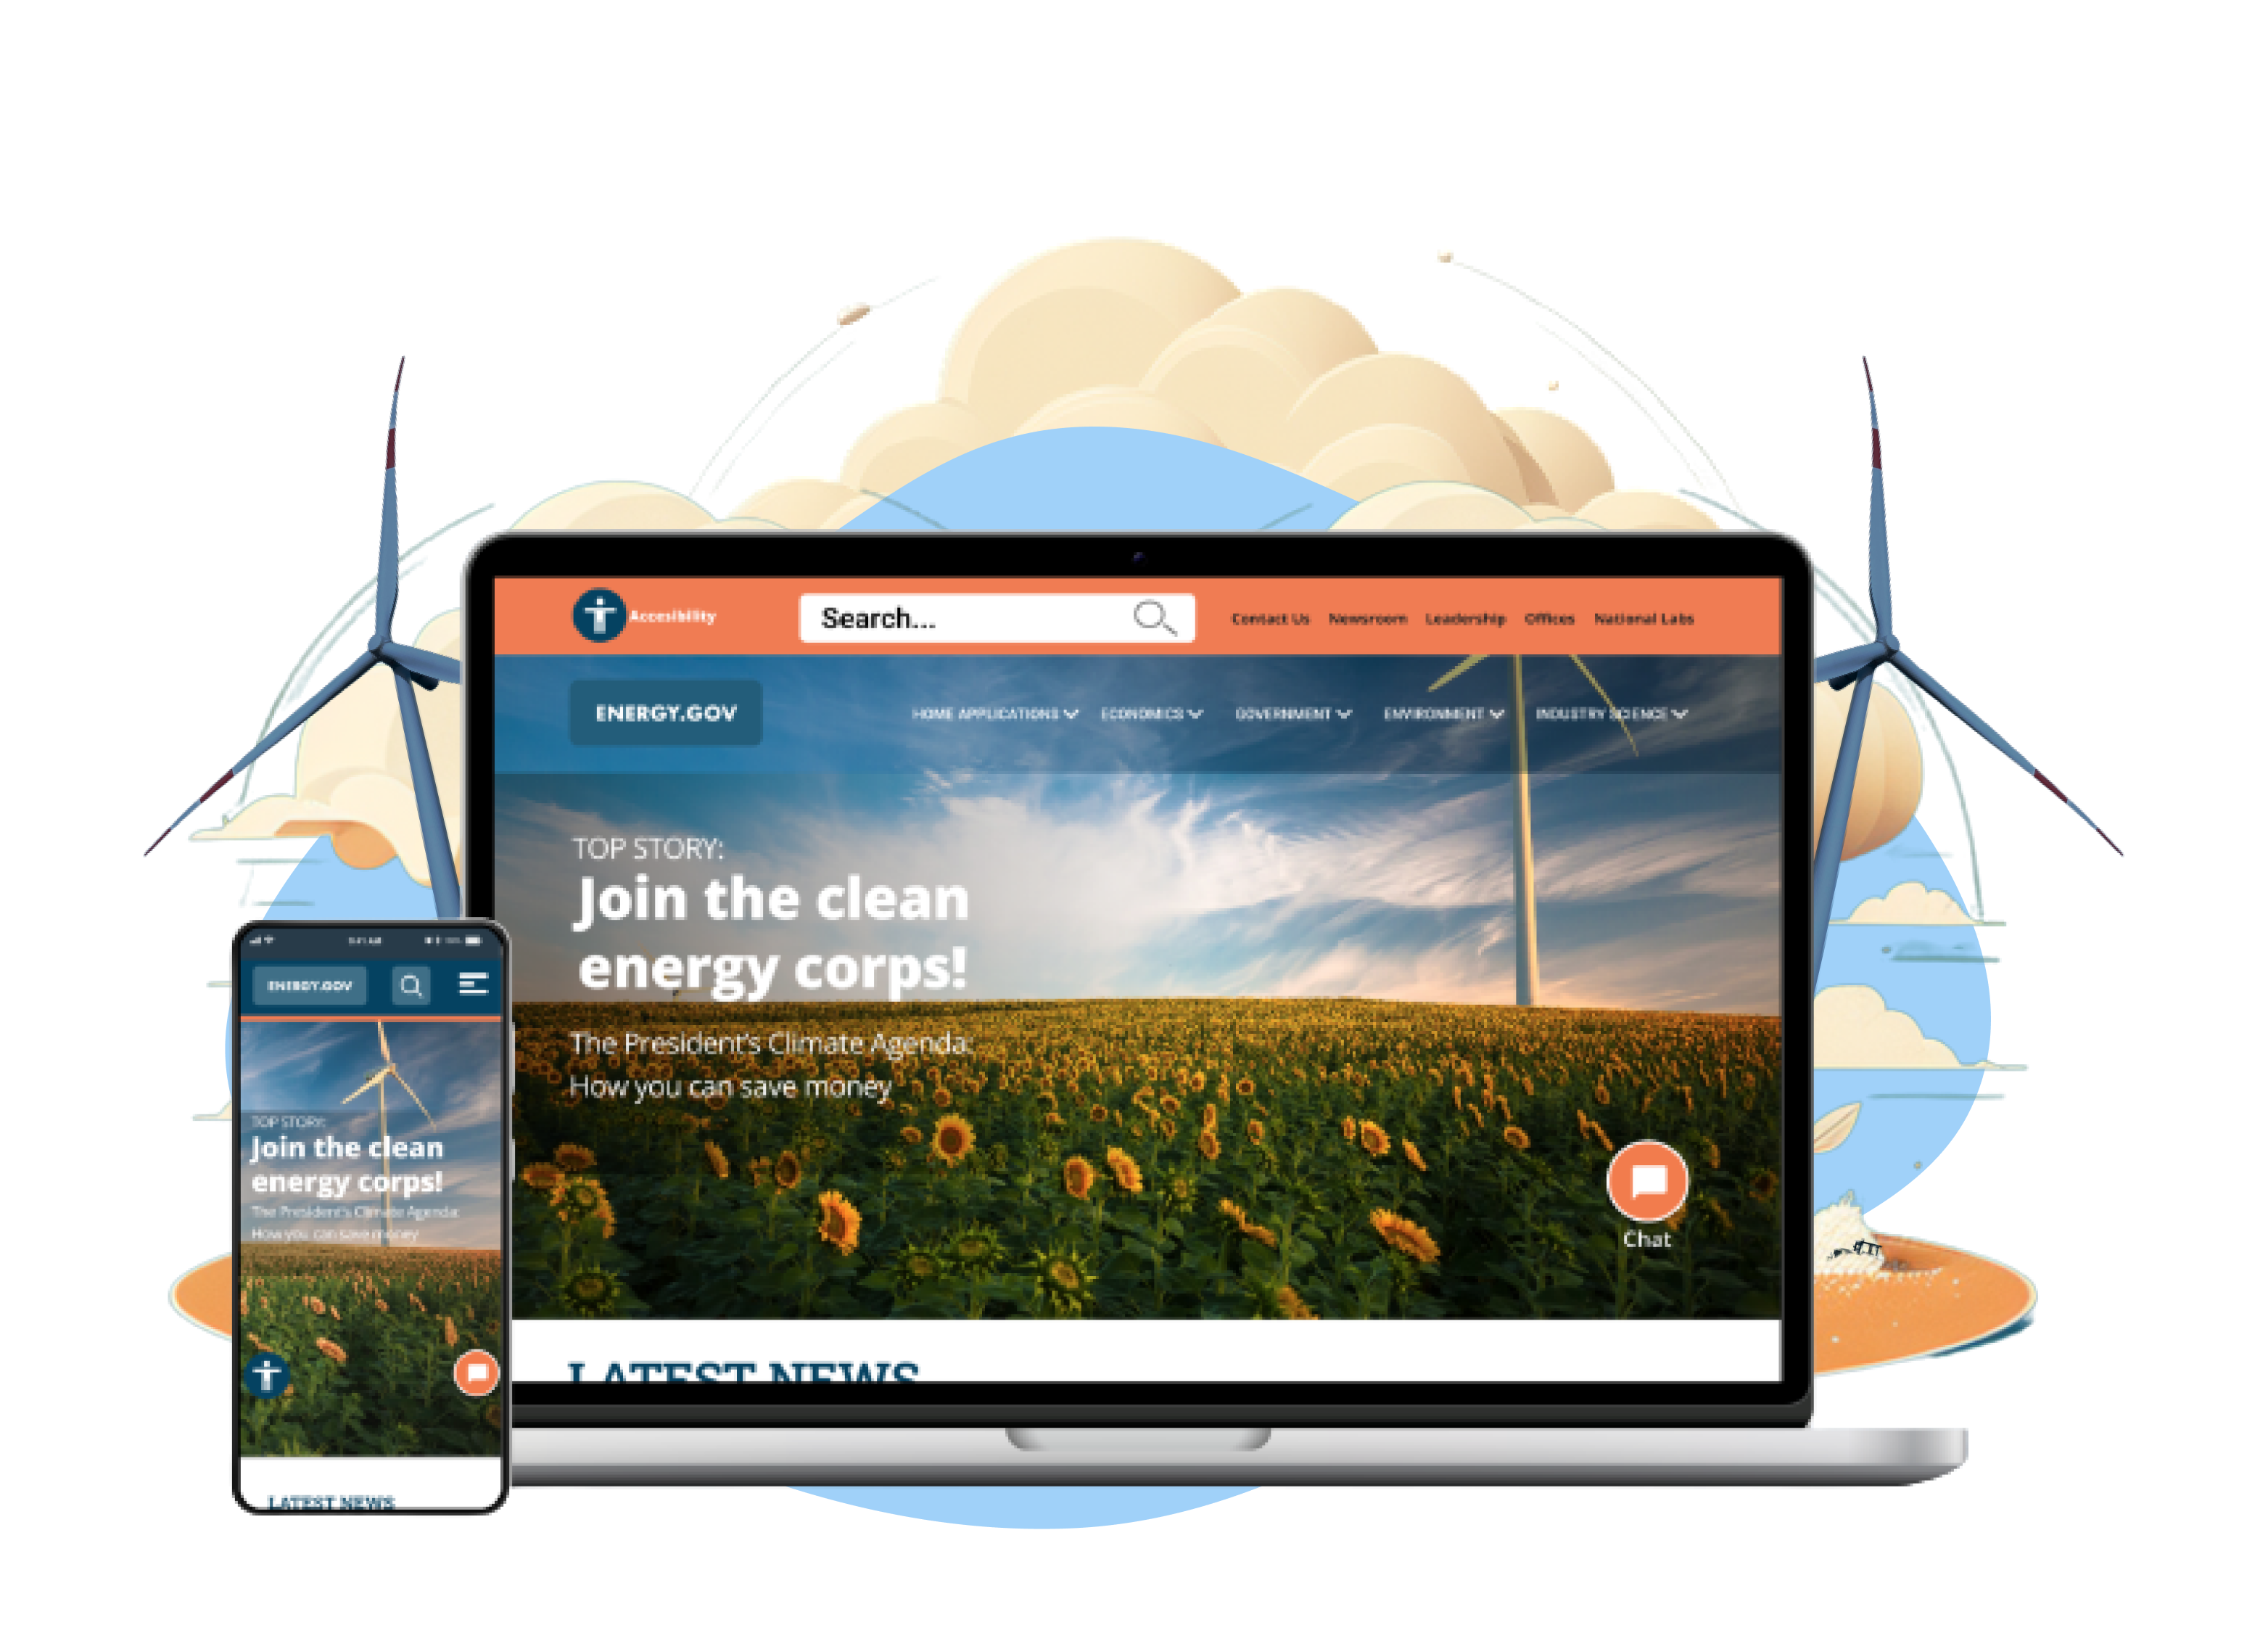 Accesibility
Search...
Contact Us Newsroom Leadership Offices National Labs
ENERGY.GOV
HOME APPLICATIONS ECONOMICS GOVERNMENT ENVIRONMENT INDUSTRY SCIENCE
TOP STORY:
Join the clean
energy corps!
The President's Climate Agenda:
How you can save money
Chat
LATEST NEWS
9:41 AM
ENERGY.GOV
TOP STORY:
Join the clean
energy corps!
The President's Climate Agenda:
How you can save money
LATEST NEWS